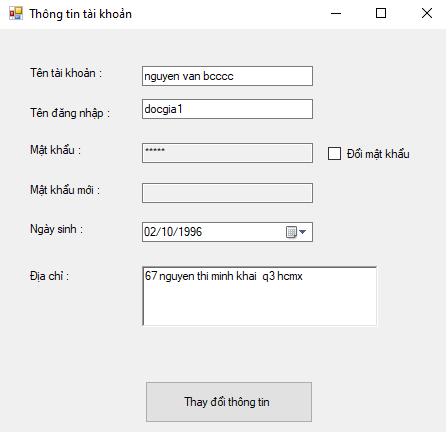 Thông tin tài khoản
Tên tài khoản : nguyen van bcccc
Tên đăng nhập : docgia1
Mật khẩu : ***** Đổi mật khẩu
Mật khẩu mới :
Ngày sinh : 02/10/1996
Địa chỉ : 67 nguyen thi minh khai q3 hcmx
Thay đổi thông tin